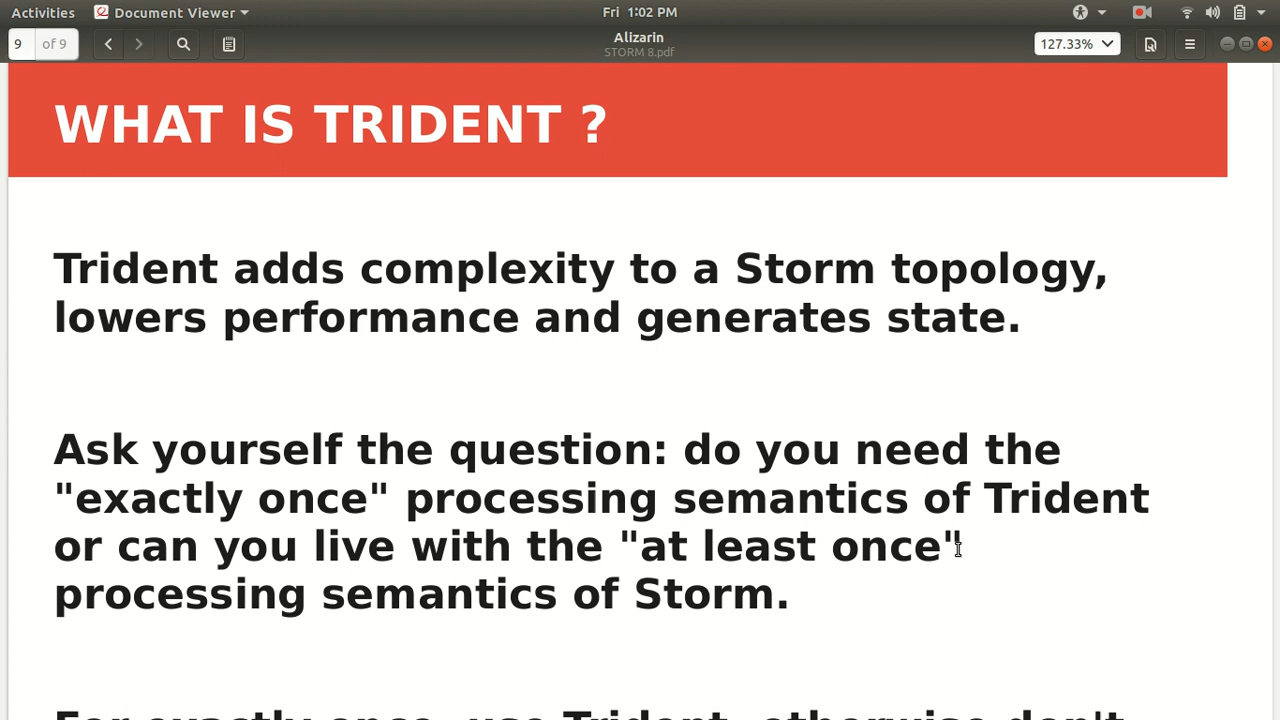 Activities Document Viewer Fri 1:02 PM
9 of 9 Alizarin 127.33%
STORM 8.pdf
WHAT IS TRIDENT ?
Trident adds complexity to a Storm topology,
lowers performance and generates state.
Ask yourself the question: do you need the
"exactly once" processing semantics of Trident
or can you live with the "at least once"
processing semantics of Storm.
For exactly once, use Trident, otherwise don't